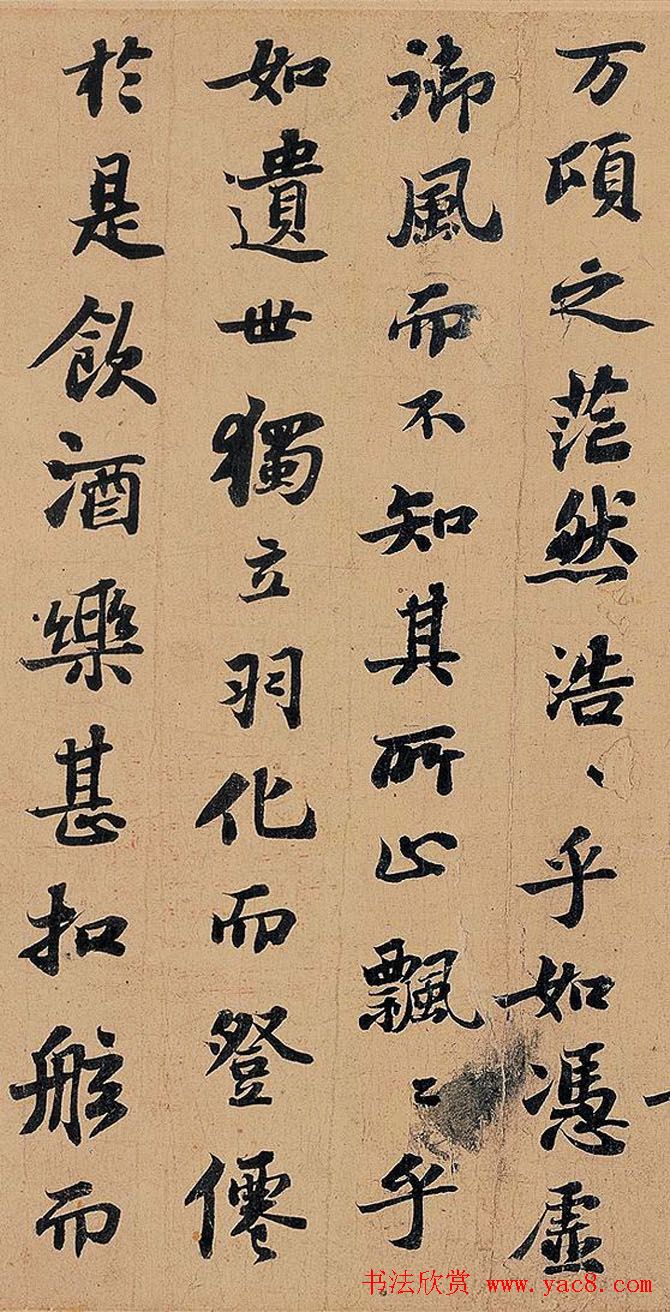 万頃之茫然浩、乎如憑虛
御風而不知其所止飄〻乎
如遺世獨立羽化而登僊
於是飲酒樂甚扣舷而
书法欣赏 www.yac8.com